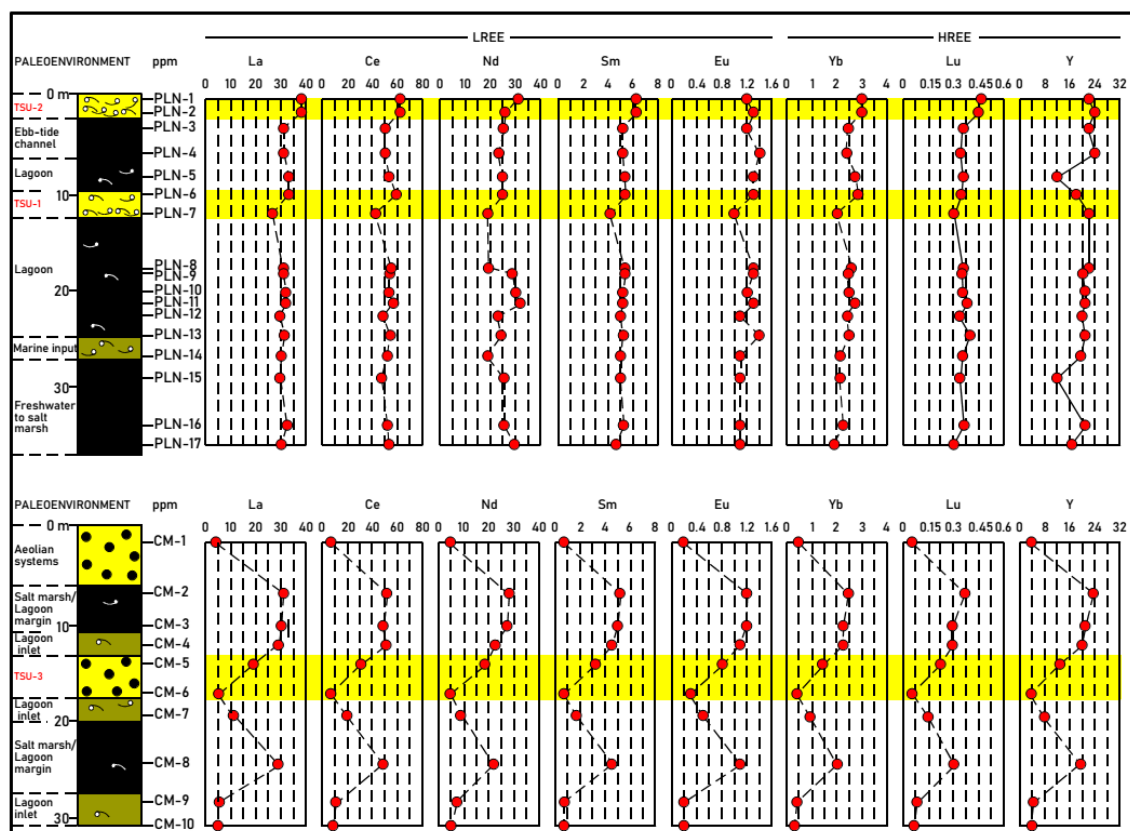 LREE HREE
PALEOENVIRONMENT ppm La Ce Nd Sm Eu Yb Lu Y
0 m 0 10 20 30 40 0 20 40 60 80 0 10 20 30 40 0 2 4 6 8 0 0.4 0.8 1.2 1.6 0 1 2 3 4 0 0.15 0.3 0.45 0.6 0 8 16 24 32
PLN-1
TSU-2
PLN-2
Ebb-tide
channel
PLN-3
PLN-4
Lagoon
PLN-5
10
PLN-6
TSU-1
PLN-7
Lagoon
PLN-8
PLN-9
20
PLN-10
PLN-11
PLN-12
PLN-13
Marine input
PLN-14
30
PLN-15
Freshwater
to salt
marsh
PLN-16
PLN-17
PALEOENVIRONMENT ppm La Ce Nd Sm Eu Yb Lu Y
0 m 0 10 20 30 40 0 20 40 60 80 0 10 20 30 40 0 2 4 6 8 0 0.4 0.8 1.2 1.6 0 1 2 3 4 0 0.15 0.3 0.45 0.6 0 8 16 24 32
CM-1
Aeolian
systems
Salt marsh/
Lagoon
margin
CM-2
10
CM-3
Lagoon
inlet
CM-4
CM-5
TSU-3
CM-6
Lagoon
inlet
CM-7
20
Salt marsh/
Lagoon
margin
CM-8
Lagoon
inlet
CM-9
30
CM-10